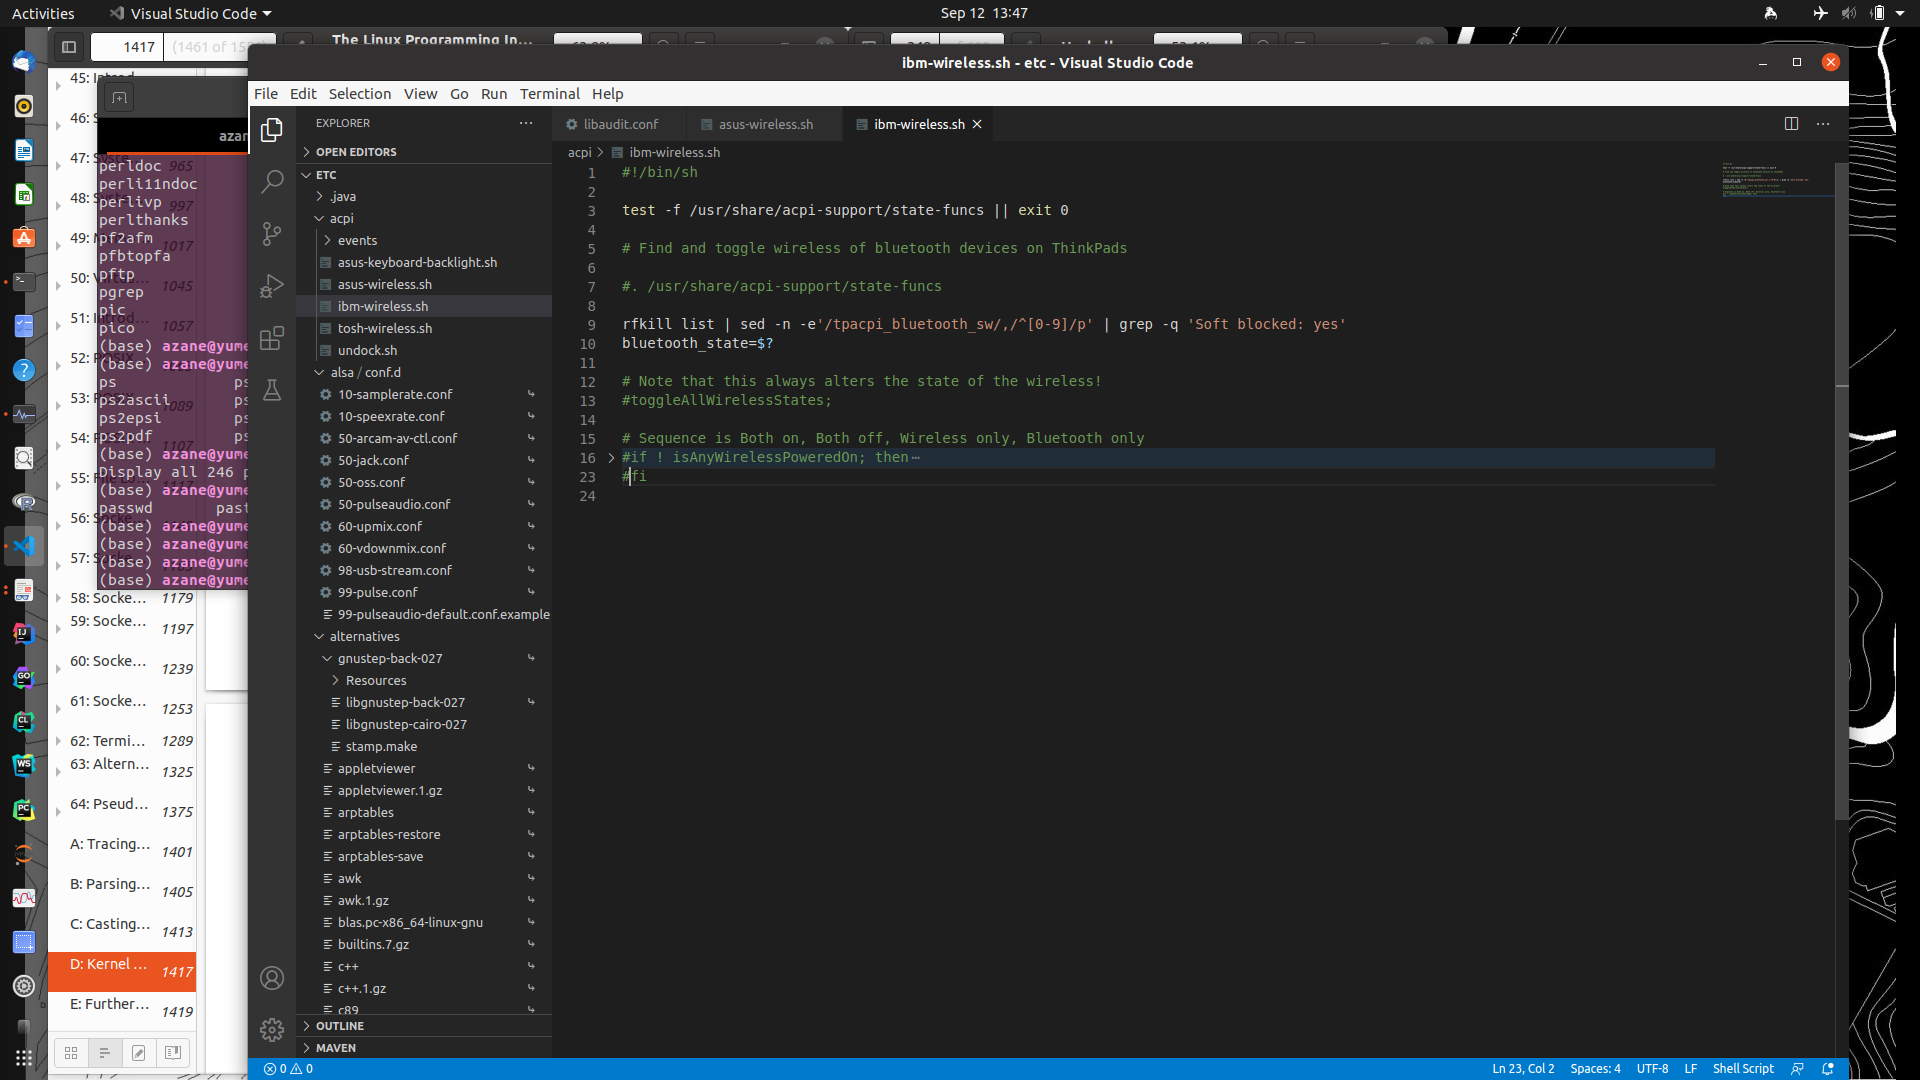 Activities
Visual Studio Code
Sep 12 13:47
1417
The Linux Programming In...
45: Introd
46: S
47: Syste
965
48: Syste
997
49: M
1017
50: Virtua
1045
51: Introd...
1057
52: POSIX
53: POSIX
1089
54: P
1107
55: File Lo
1117
56: Socke
57: Socke
58: Socke...
1179
59: Socke...
1197
60: Socke...
1239
61: Socke...
1253
62: Termi...
1289
63: Altern...
1325
64: Pseud...
1375
A: Tracing...
1401
B: Parsing...
1405
C: Casting...
1413
D: Kernel ...
1417
E: Further...
1419
azan
perldoc
perli11ndoc
perlivp
perlthanks
pf2afm
pfbtopfa
pftp
pgrep
pic
pico
(base) azane@yume
(base) azane@yume
ps ps
ps2ascii ps
ps2epsi ps
ps2pdf ps
(base) azane@yume
Display all 246 p
(base) azane@yume
passwd past
(base) azane@yume
(base) azane@yume
(base) azane@yume
(base) azane@yume
ibm-wireless.sh - etc - Visual Studio Code
File Edit Selection View Go Run Terminal Help
EXPLORER
OPEN EDITORS
ETC
.java
acpi
events
asus-keyboard-backlight.sh
asus-wireless.sh
ibm-wireless.sh
tosh-wireless.sh
undock.sh
alsa / conf.d
10-samplerate.conf
10-speexrate.conf
50-arcam-av-ctl.conf
50-jack.conf
50-oss.conf
50-pulseaudio.conf
60-upmix.conf
60-vdownmix.conf
98-usb-stream.conf
99-pulse.conf
99-pulseaudio-default.conf.example
alternatives
gnustep-back-027
Resources
libgnustep-back-027
libgnustep-cairo-027
stamp.make
appletviewer
appletviewer.1.gz
arptables
arptables-restore
arptables-save
awk
awk.1.gz
blas.pc-x86_64-linux-gnu
builtins.7.gz
c++
c++.1.gz
c89
OUTLINE
MAVEN
libaudit.conf
asus-wireless.sh
ibm-wireless.sh
acpi > ibm-wireless.sh
1 #!/bin/sh
2
3 test -f /usr/share/acpi-support/state-funcs || exit 0
4
5 # Find and toggle wireless of bluetooth devices on ThinkPads
6
7 #. /usr/share/acpi-support/state-funcs
8
9 rfkill list | sed -n -e'/tpacpi_bluetooth_sw/,/^[0-9]/p' | grep -q 'Soft blocked: yes'
10 bluetooth_state=$?
11
12 # Note that this always alters the state of the wireless!
13 #toggleAllWirelessStates;
14
15 # Sequence is Both on, Both off, Wireless only, Bluetooth only
16 #if ! isAnyWirelessPoweredOn; then…
23 #fi
24
0 0
Ln 23, Col 2
Spaces: 4
UTF-8
LF
Shell Script